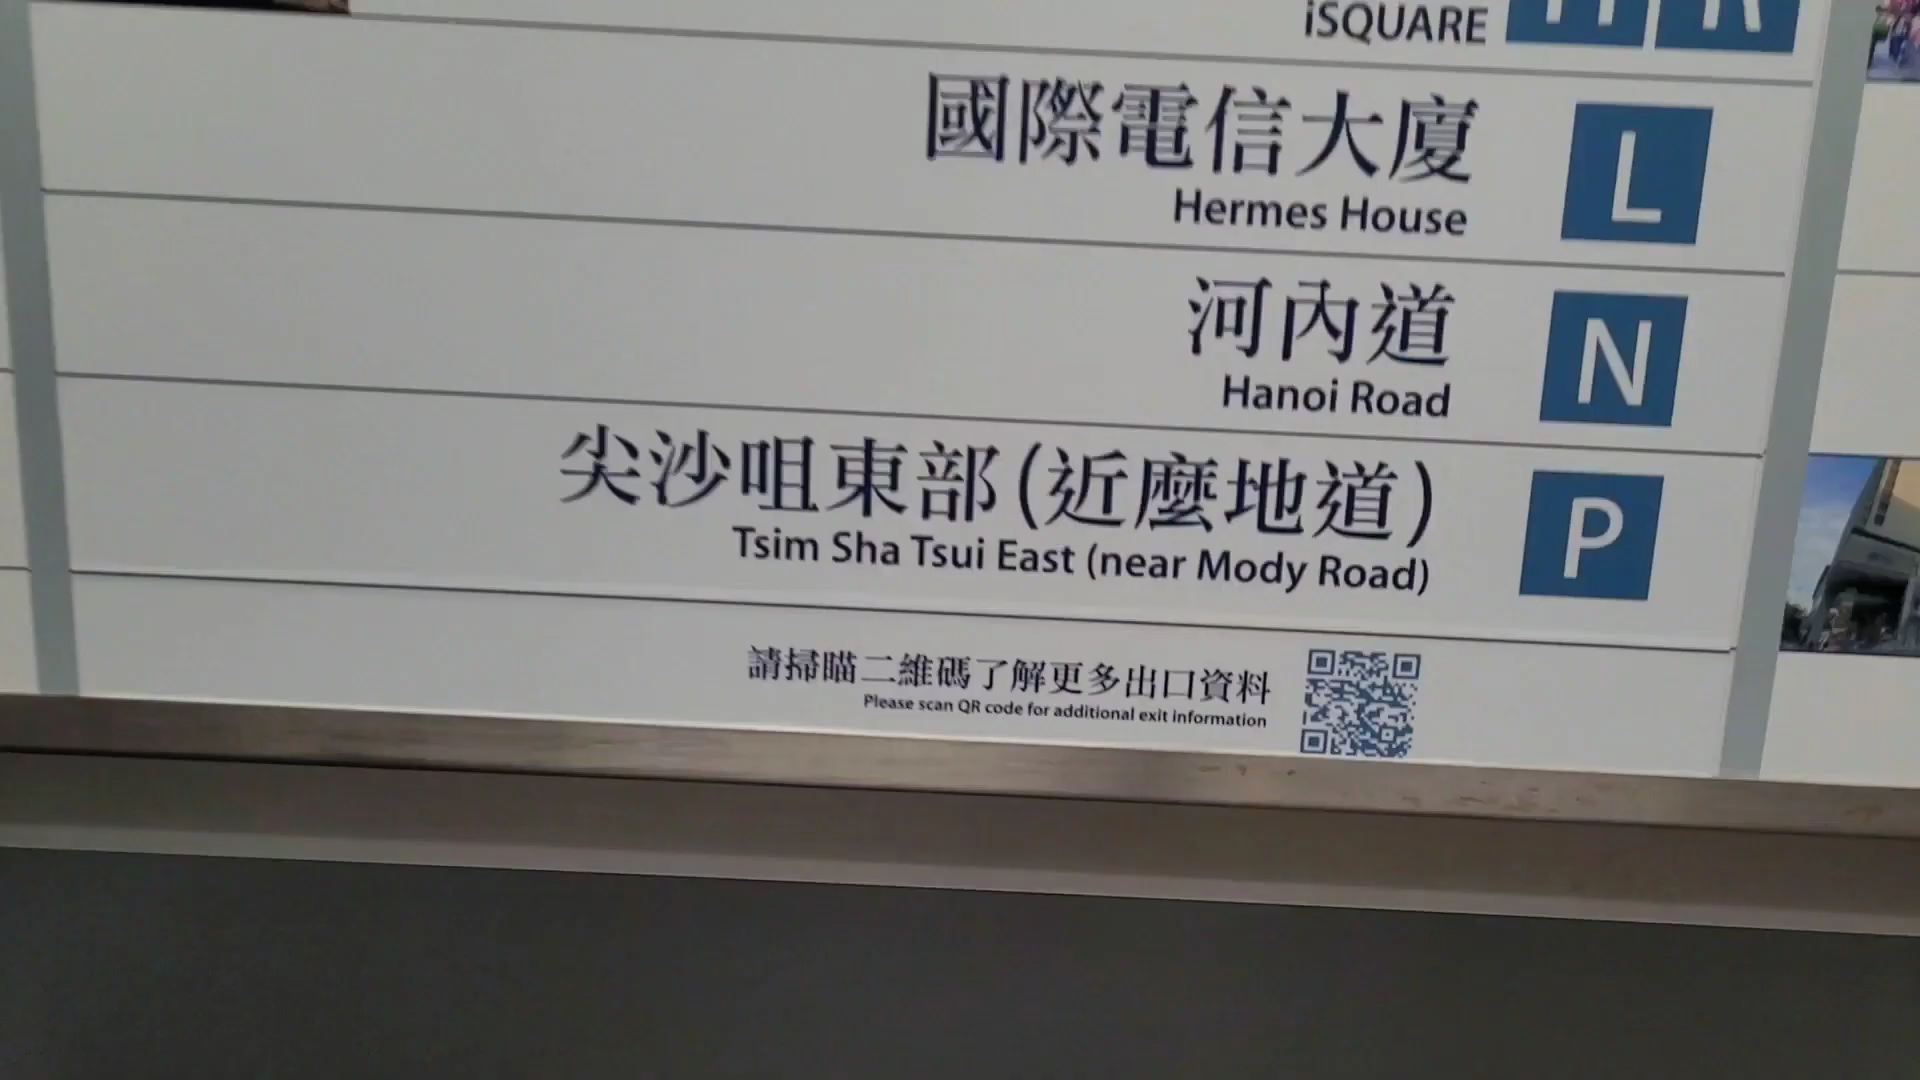 iSQUARE
國際電信大廈
Hermes House
L
河內道
Hanoi Road
N
尖沙咀東部(近麼地道)
Tsim Sha Tsui East (near Mody Road)
P
請掃瞄二維碼了解更多出口資料
Please scan QR code for additional exit information